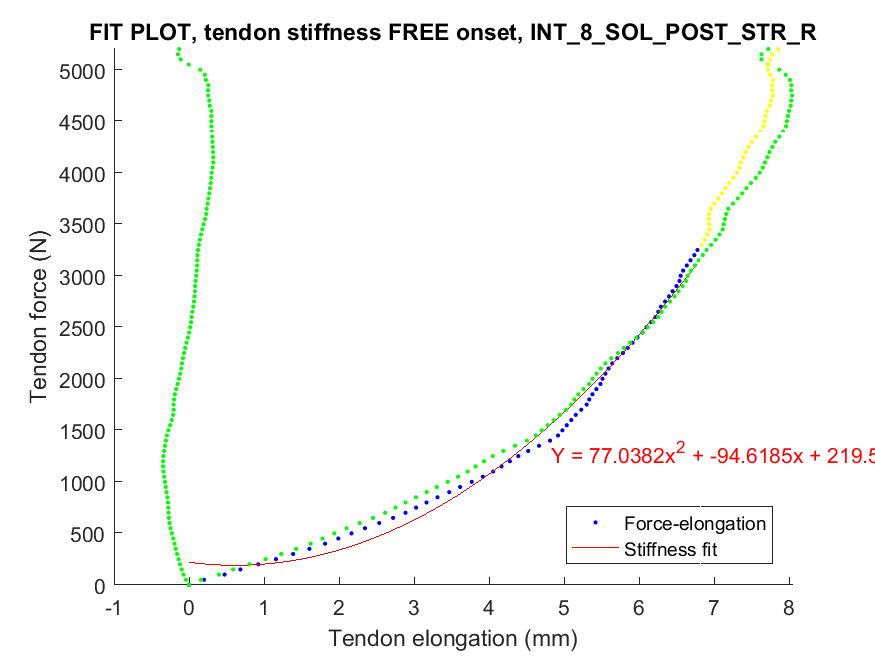 FIT PLOT, tendon stiffness FREE onset, INT_8_SOL_POST_STR_R
Tendon force (N)
5000
4500
4000
3500
3000
2500
2000
1500
1000
500
0
Y = 77.0382x² + -94.6185x + 219.5
Force-elongation
Stiffness fit
-1 0 1 2 3 4 5 6 7 8
Tendon elongation (mm)